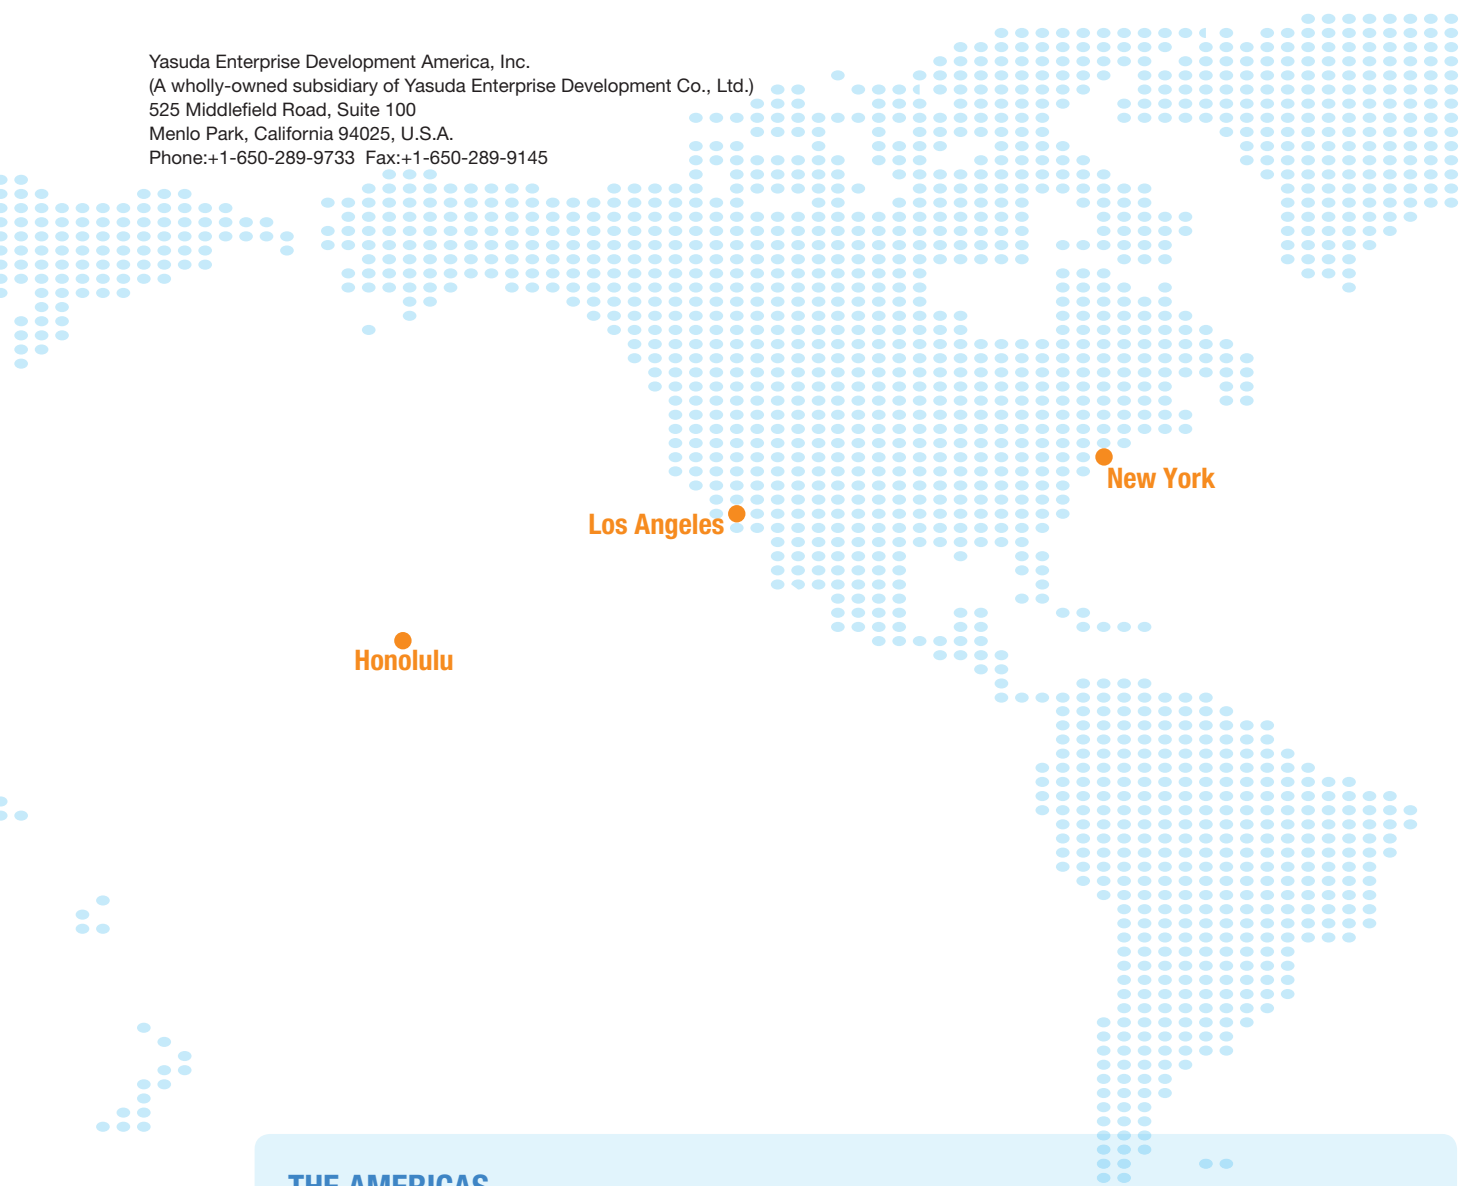 Yasuda Enterprise Development America, Inc.
(A wholly-owned subsidiary of Yasuda Enterprise Development Co., Ltd.)
525 Middlefield Road, Suite 100
Menlo Park, California 94025, U.S.A.
Phone:+1-650-289-9733  Fax:+1-650-289-9145
New York
Los Angeles
Honolulu
THE AMERICAS